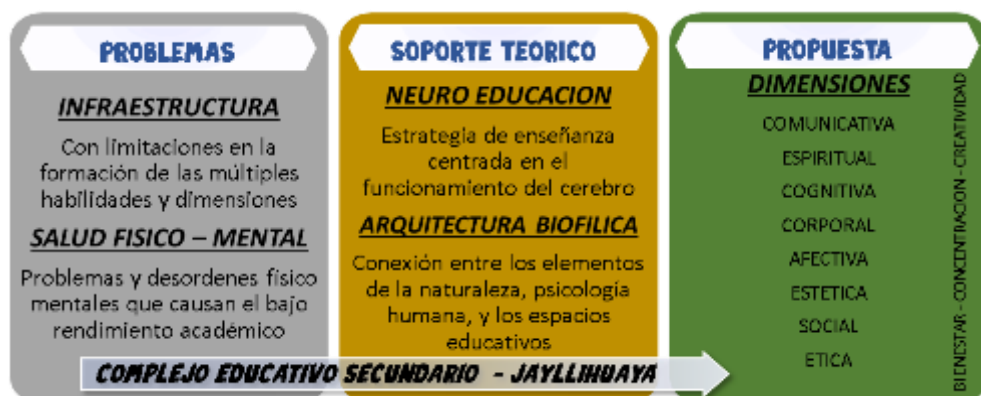 PROBLEMAS
INFRAESTRUCTURA
Con limitaciones en la
formación de las múltiples
habilidades y dimensiones
SALUD FISICO – MENTAL
Problemas y desordenes físico
mentales que causan el bajo
rendimiento académico
SOPORTE TEORICO
NEURO EDUCACION
Estrategia de enseñanza
centrada en el
funcionamiento del cerebro
ARQUITECTURA BIOFILICA
Conexión entre los elementos
de la naturaleza, psicología
humana, y los espacios
educativos
PROPUESTA
DIMENSIONES
COMUNICATIVA
ESPIRITUAL
COGNITIVA
CORPORAL
AFECTIVA
ESTETICA
SOCIAL
ETICA
BIENESTAR - CONCENTRACION - CREATIVIDAD
COMPLEJO EDUCATIVO SECUNDARIO - JAYLLIHUAYA